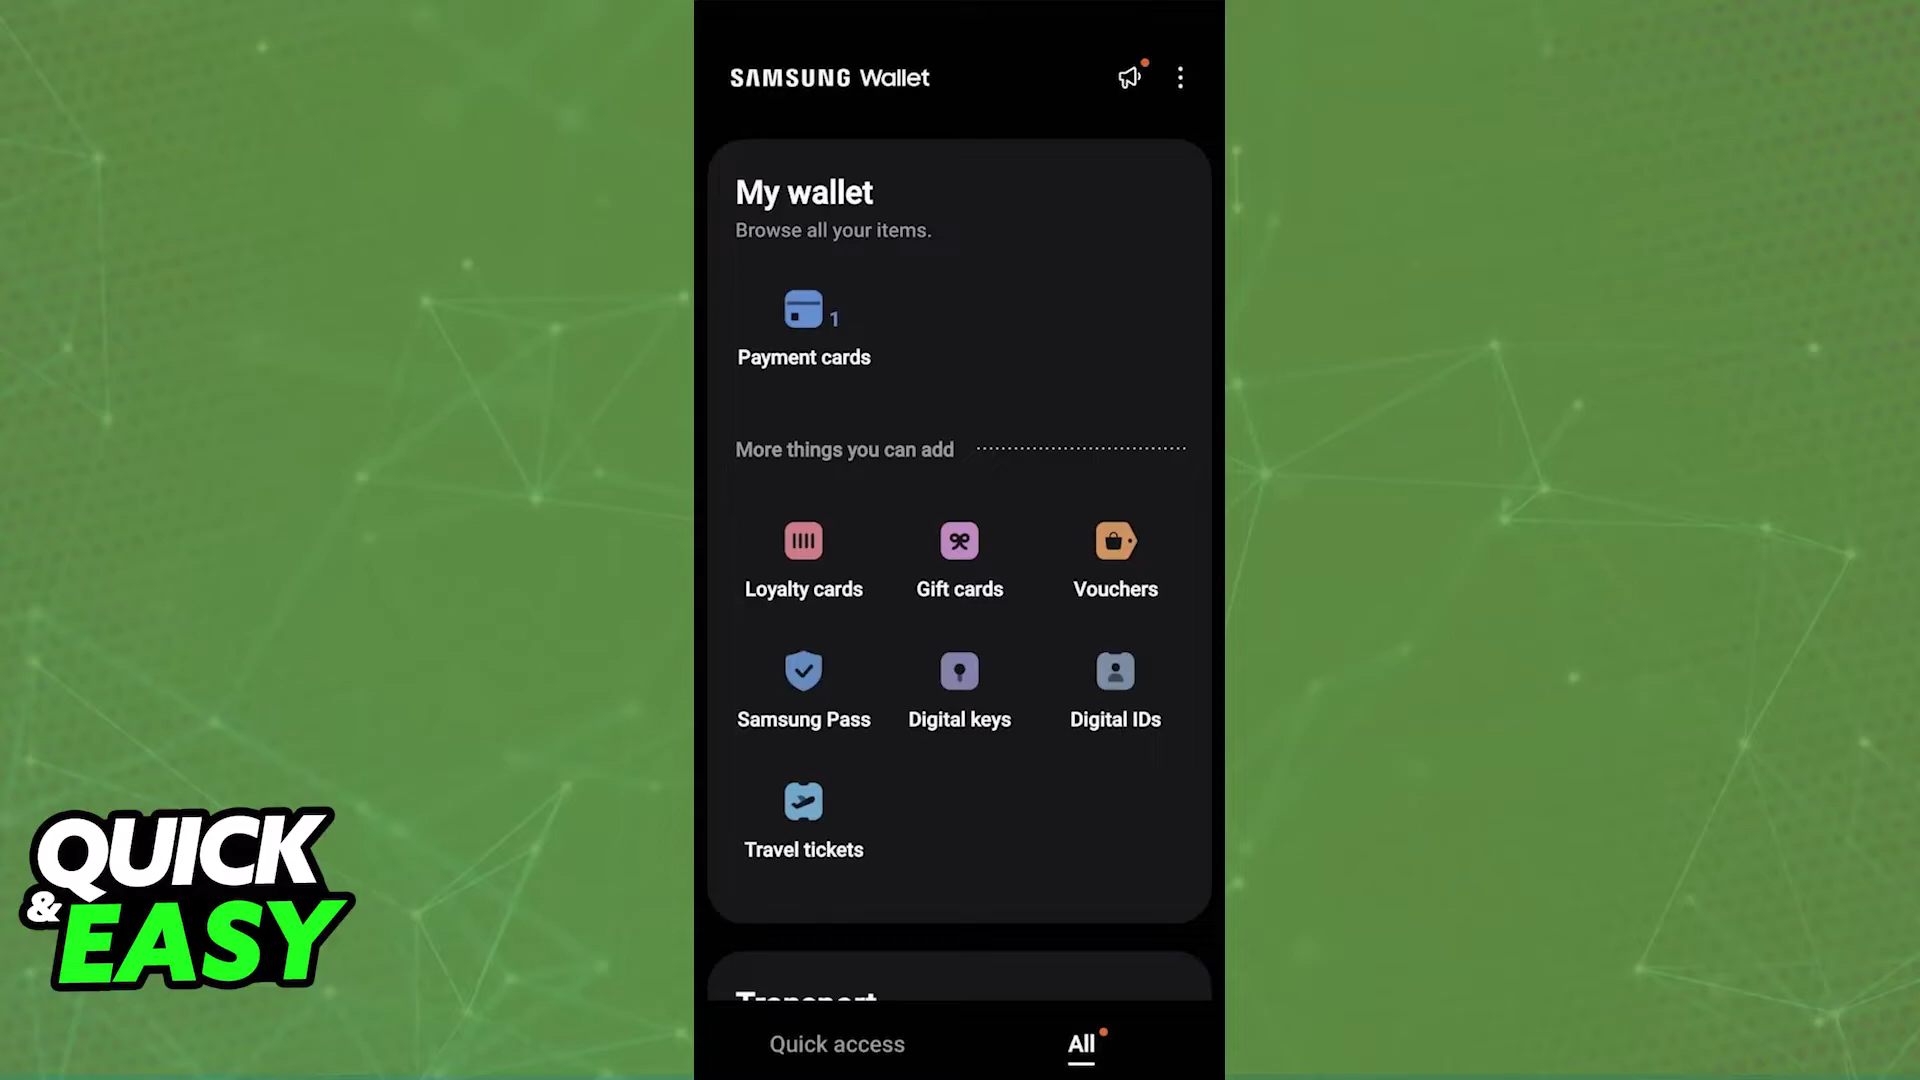 SAMSUNG Wallet
My wallet
Browse all your items.
1
Payment cards
More things you can add
Loyalty cards
Gift cards
Vouchers
Samsung Pass
Digital keys
Digital IDs
Travel tickets
Transport
Quick access
All
QUICK
& EASY